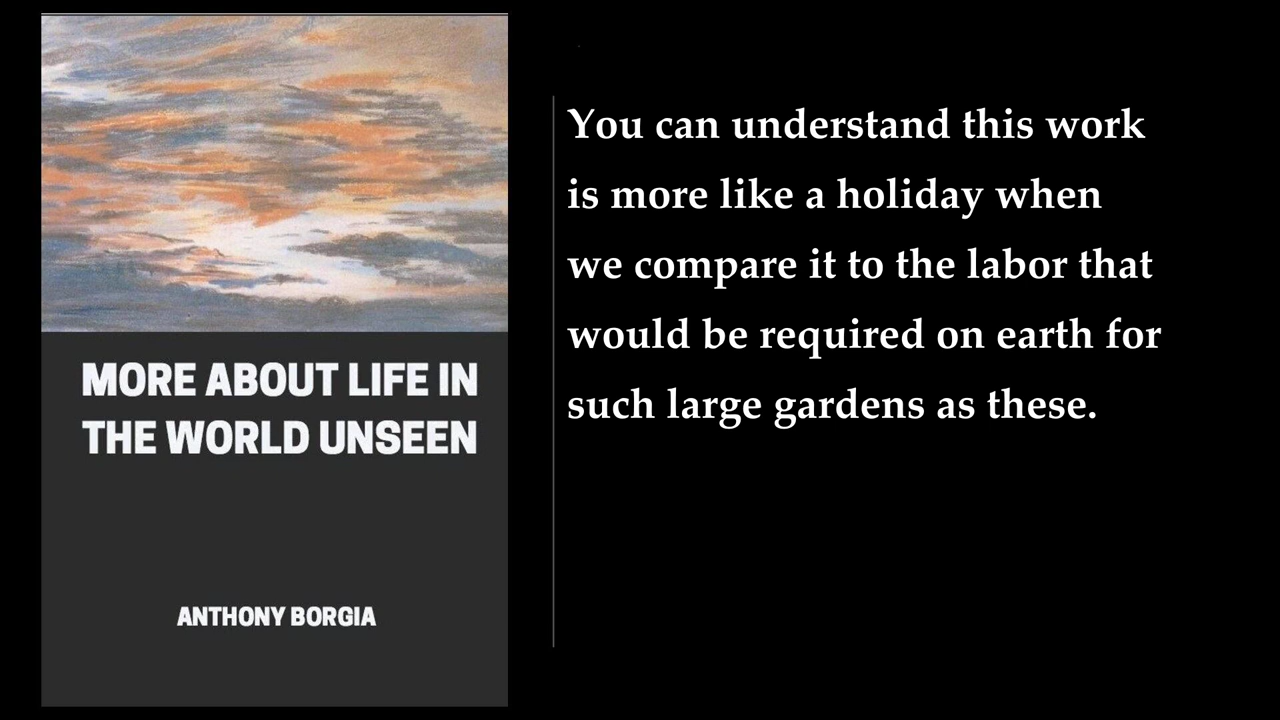 MORE ABOUT LIFE IN
THE WORLD UNSEEN
ANTHONY BORGIA
You can understand this work
is more like a holiday when
we compare it to the labor that
would be required on earth for
such large gardens as these.